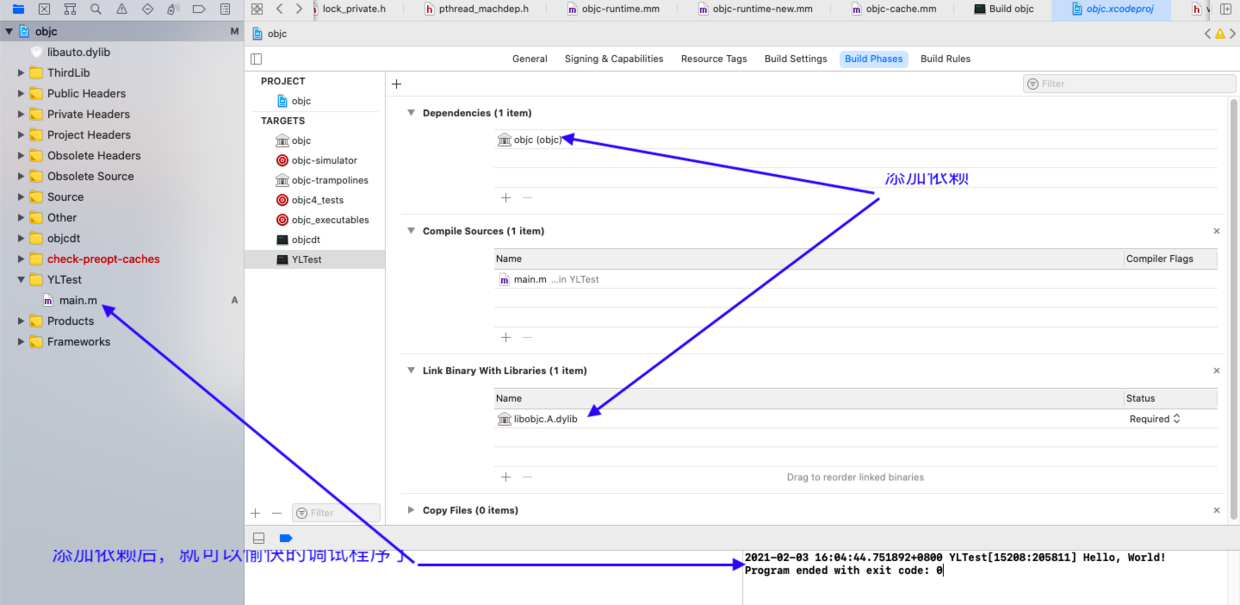 lock_private.h
pthread_machdep.h
objc-runtime.mm
objc-runtime-new.mm
objc-cache.mm
Build objc
objc.xcodeproj
objc M
libauto.dylib
ThirdLib
Public Headers
Private Headers
Project Headers
Obsolete Headers
Obsolete Source
Source
Other
objcdt
check-preopt-caches
YLTest
main.m A
Products
Frameworks
objc
General
Signing & Capabilities
Resource Tags
Build Settings
Build Phases
Build Rules
PROJECT
objc
TARGETS
objc
objc-simulator
objc-trampolines
objc4_tests
objc_executables
objcdt
YLTest
Filter
Filter
Dependencies (1 item)
objc (objc)
添加依赖
Compile Sources (1 item)
Name Compiler Flags
main.m ...in YLTest
Link Binary With Libraries (1 item)
Name Status
libobjc.A.dylib Required
Drag to reorder linked binaries
Copy Files (0 items)
添加依赖后，就可以愉快的调试程序了
2021-02-03 16:04:44.751892+0800 YLTest[15208:205811] Hello, World!
Program ended with exit code: 0